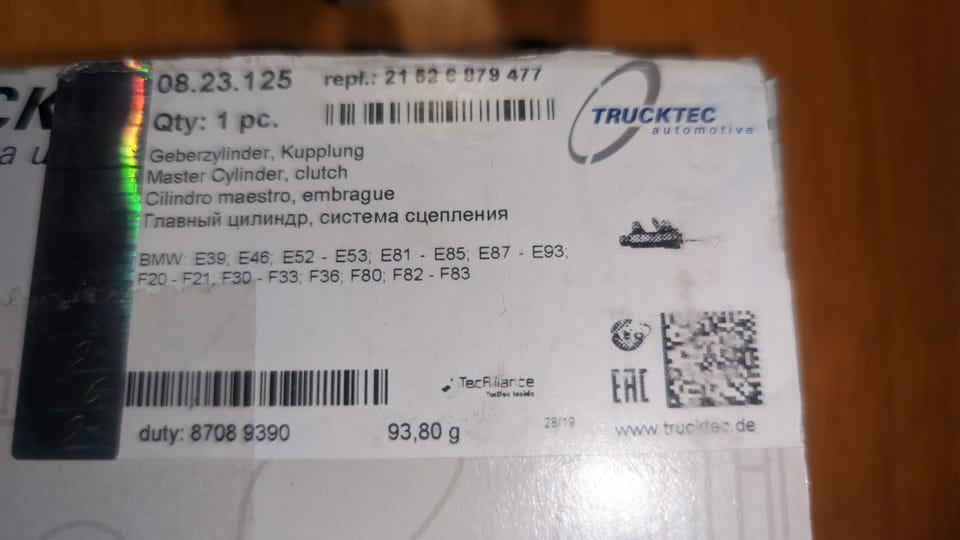 08.23.125
repl.: 21 52 6 879 477
Qty: 1 pc.
TRUCKTEC
automotive
Geberzylinder, Kupplung
Master Cylinder, clutch
Cilindro maestro, embrague
Главный цилиндр, система сцепления
BMW: E39; E46; E52 - E53; E81 - E85; E87 - E93;
F20 - F21; F30 - F33; F36; F80; F82 - F83
TecAlliance
TecDoc Inside
EAC
duty: 8708 9390
93,80 g
28/19
www.trucktec.de